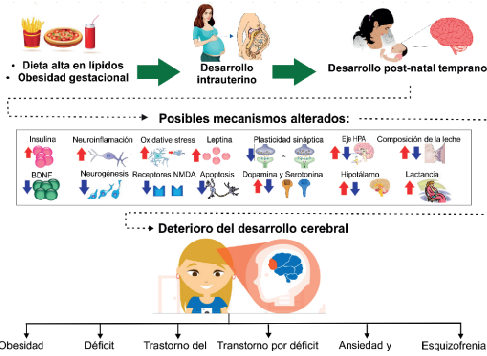 • Dieta alta en lípidos
• Obesidad gestacional
Desarrollo
intrauterino
Desarrollo post-natal temprano
Posibles mecanismos alterados:
Insulina Neuroinflamación Oxidative stress Leptina Plasticidad sináptica Eje HPA Composición de la leche
BDNF Neurogénesis Receptores NMDA Apoptosis Dopamina y Serotonina Hipotálamo Lactancia
Deterioro del desarrollo cerebral
Obesidad Déficit Trastorno del Transtorno por déficit Ansiedad y Esquizofrenia